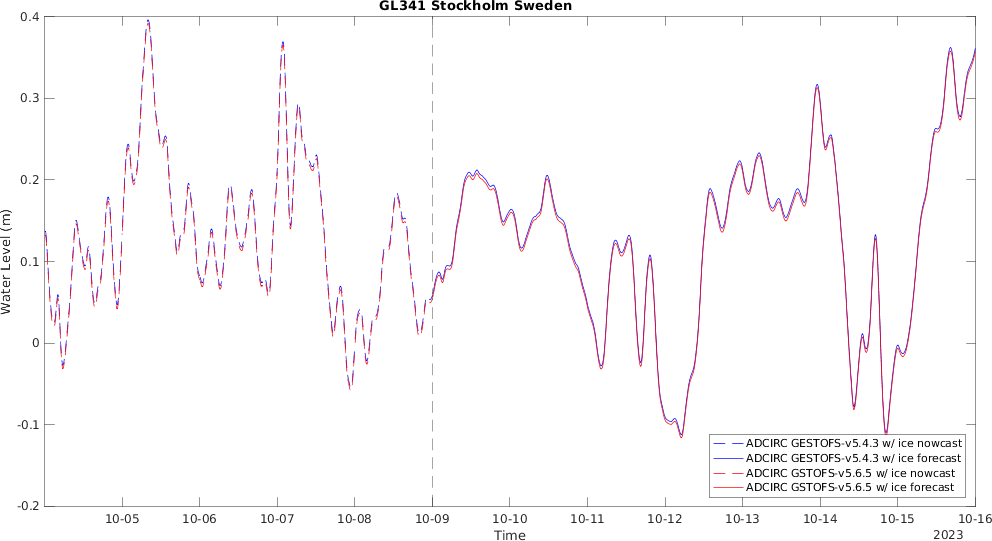 GL341 Stockholm Sweden
0.4
0.3
0.2
0.1
0
-0.1
-0.2
Water Level (m)
ADCIRC GESTOFS-v5.4.3 w/ ice nowcast
ADCIRC GESTOFS-v5.4.3 w/ ice forecast
ADCIRC GSTOFS-v5.6.5 w/ ice nowcast
ADCIRC GSTOFS-v5.6.5 w/ ice forecast
10-05 10-06 10-07 10-08 10-09 10-10 10-11 10-12 10-13 10-14 10-15 10-16
Time
2023